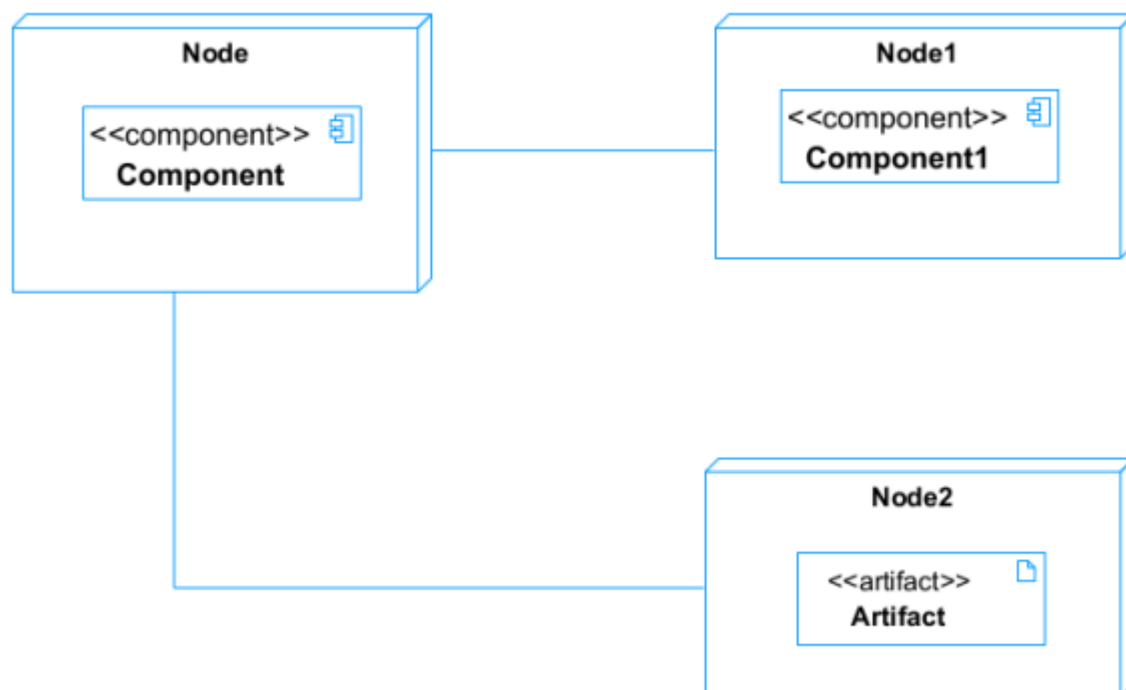 Node
<<component>>
Component
Node1
<<component>>
Component1
Node2
<<artifact>>
Artifact